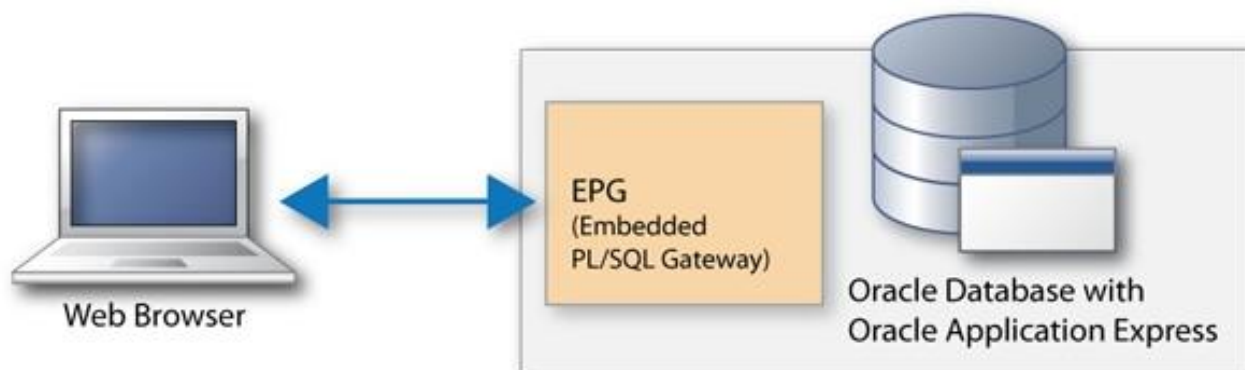 Web Browser
EPG
(Embedded
PL/SQL Gateway)
Oracle Database with
Oracle Application Express